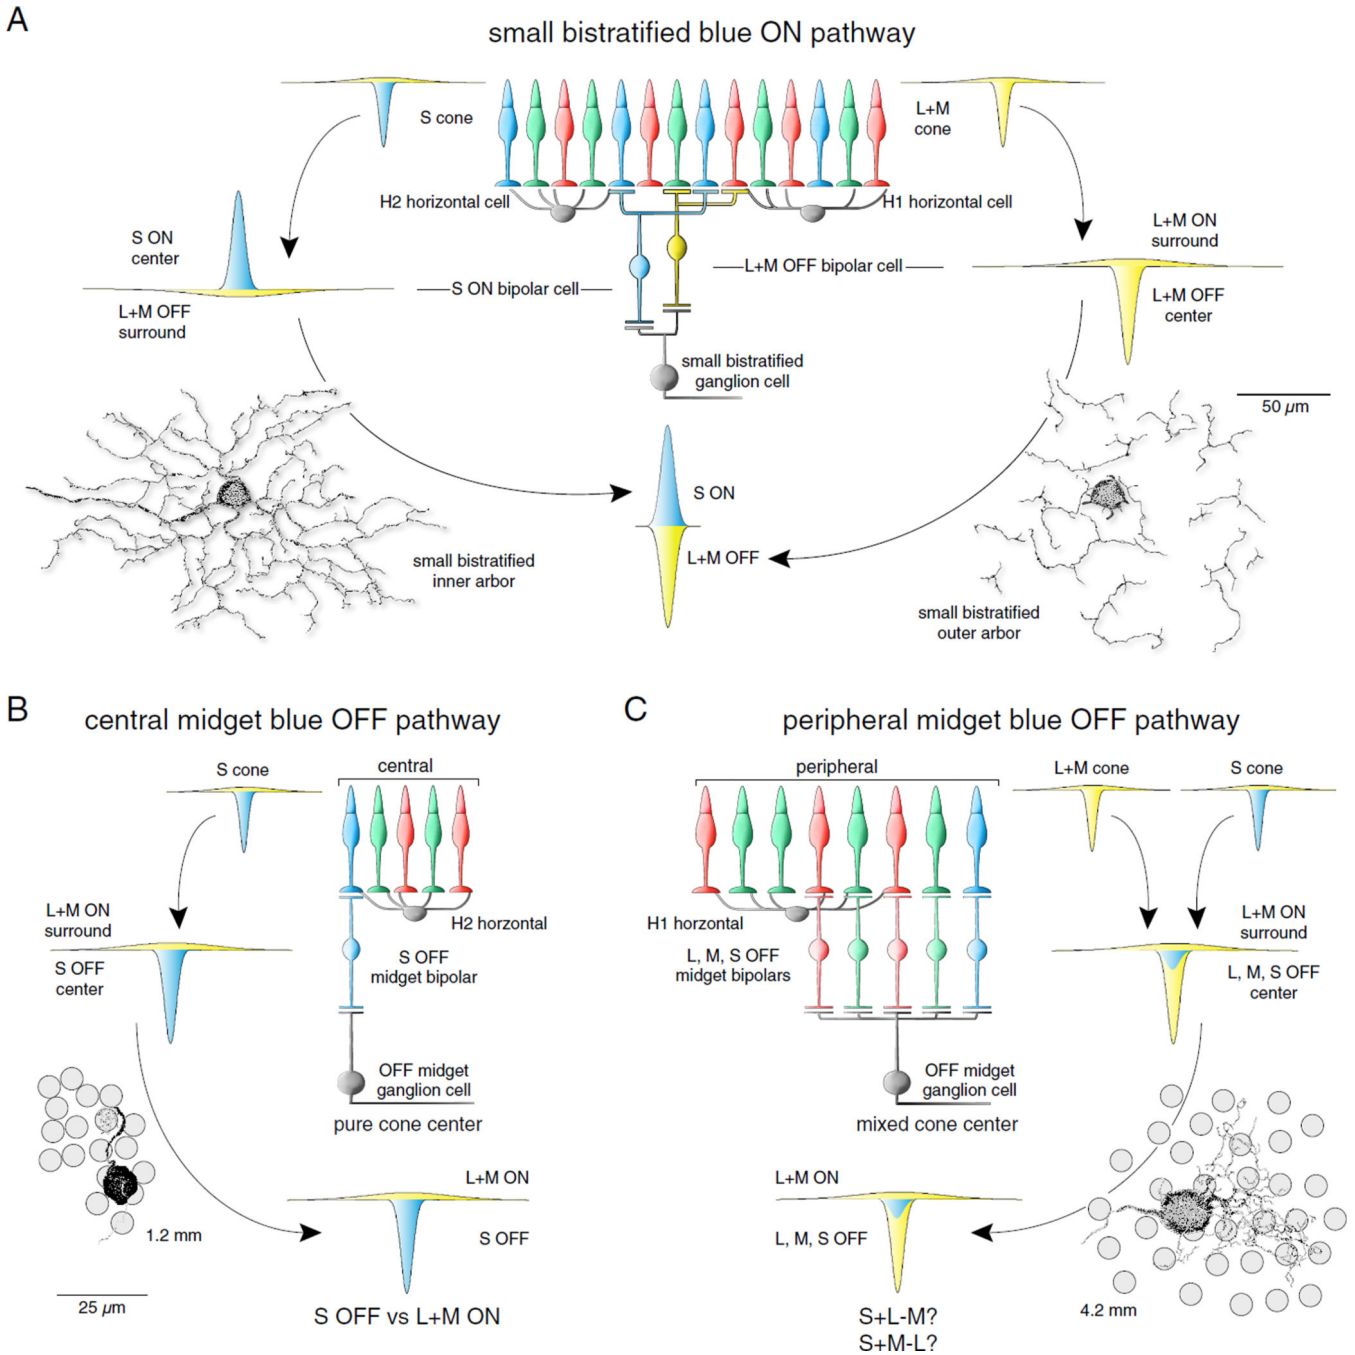 A
small bistratified blue ON pathway
S cone
L+M
cone
H2 horizontal cell
H1 horizontal cell
S ON
center
L+M OFF
surround
S ON bipolar cell
L+M OFF bipolar cell
L+M ON
surround
L+M OFF
center
small bistratified
ganglion cell
50 µm
S ON
L+M OFF
small bistratified
inner arbor
small bistratified
outer arbor
B
central midget blue OFF pathway
S cone
central
L+M ON
surround
S OFF
center
H2 horzontal
S OFF
midget bipolar
OFF midget
ganglion cell
pure cone center
1.2 mm
25 µm
L+M ON
S OFF
S OFF vs L+M ON
C
peripheral midget blue OFF pathway
peripheral
L+M cone
S cone
H1 horzontal
L, M, S OFF
midget bipolars
L+M ON
surround
L, M, S OFF
center
OFF midget
ganglion cell
mixed cone center
L+M ON
L, M, S OFF
4.2 mm
S+L-M?
S+M-L?